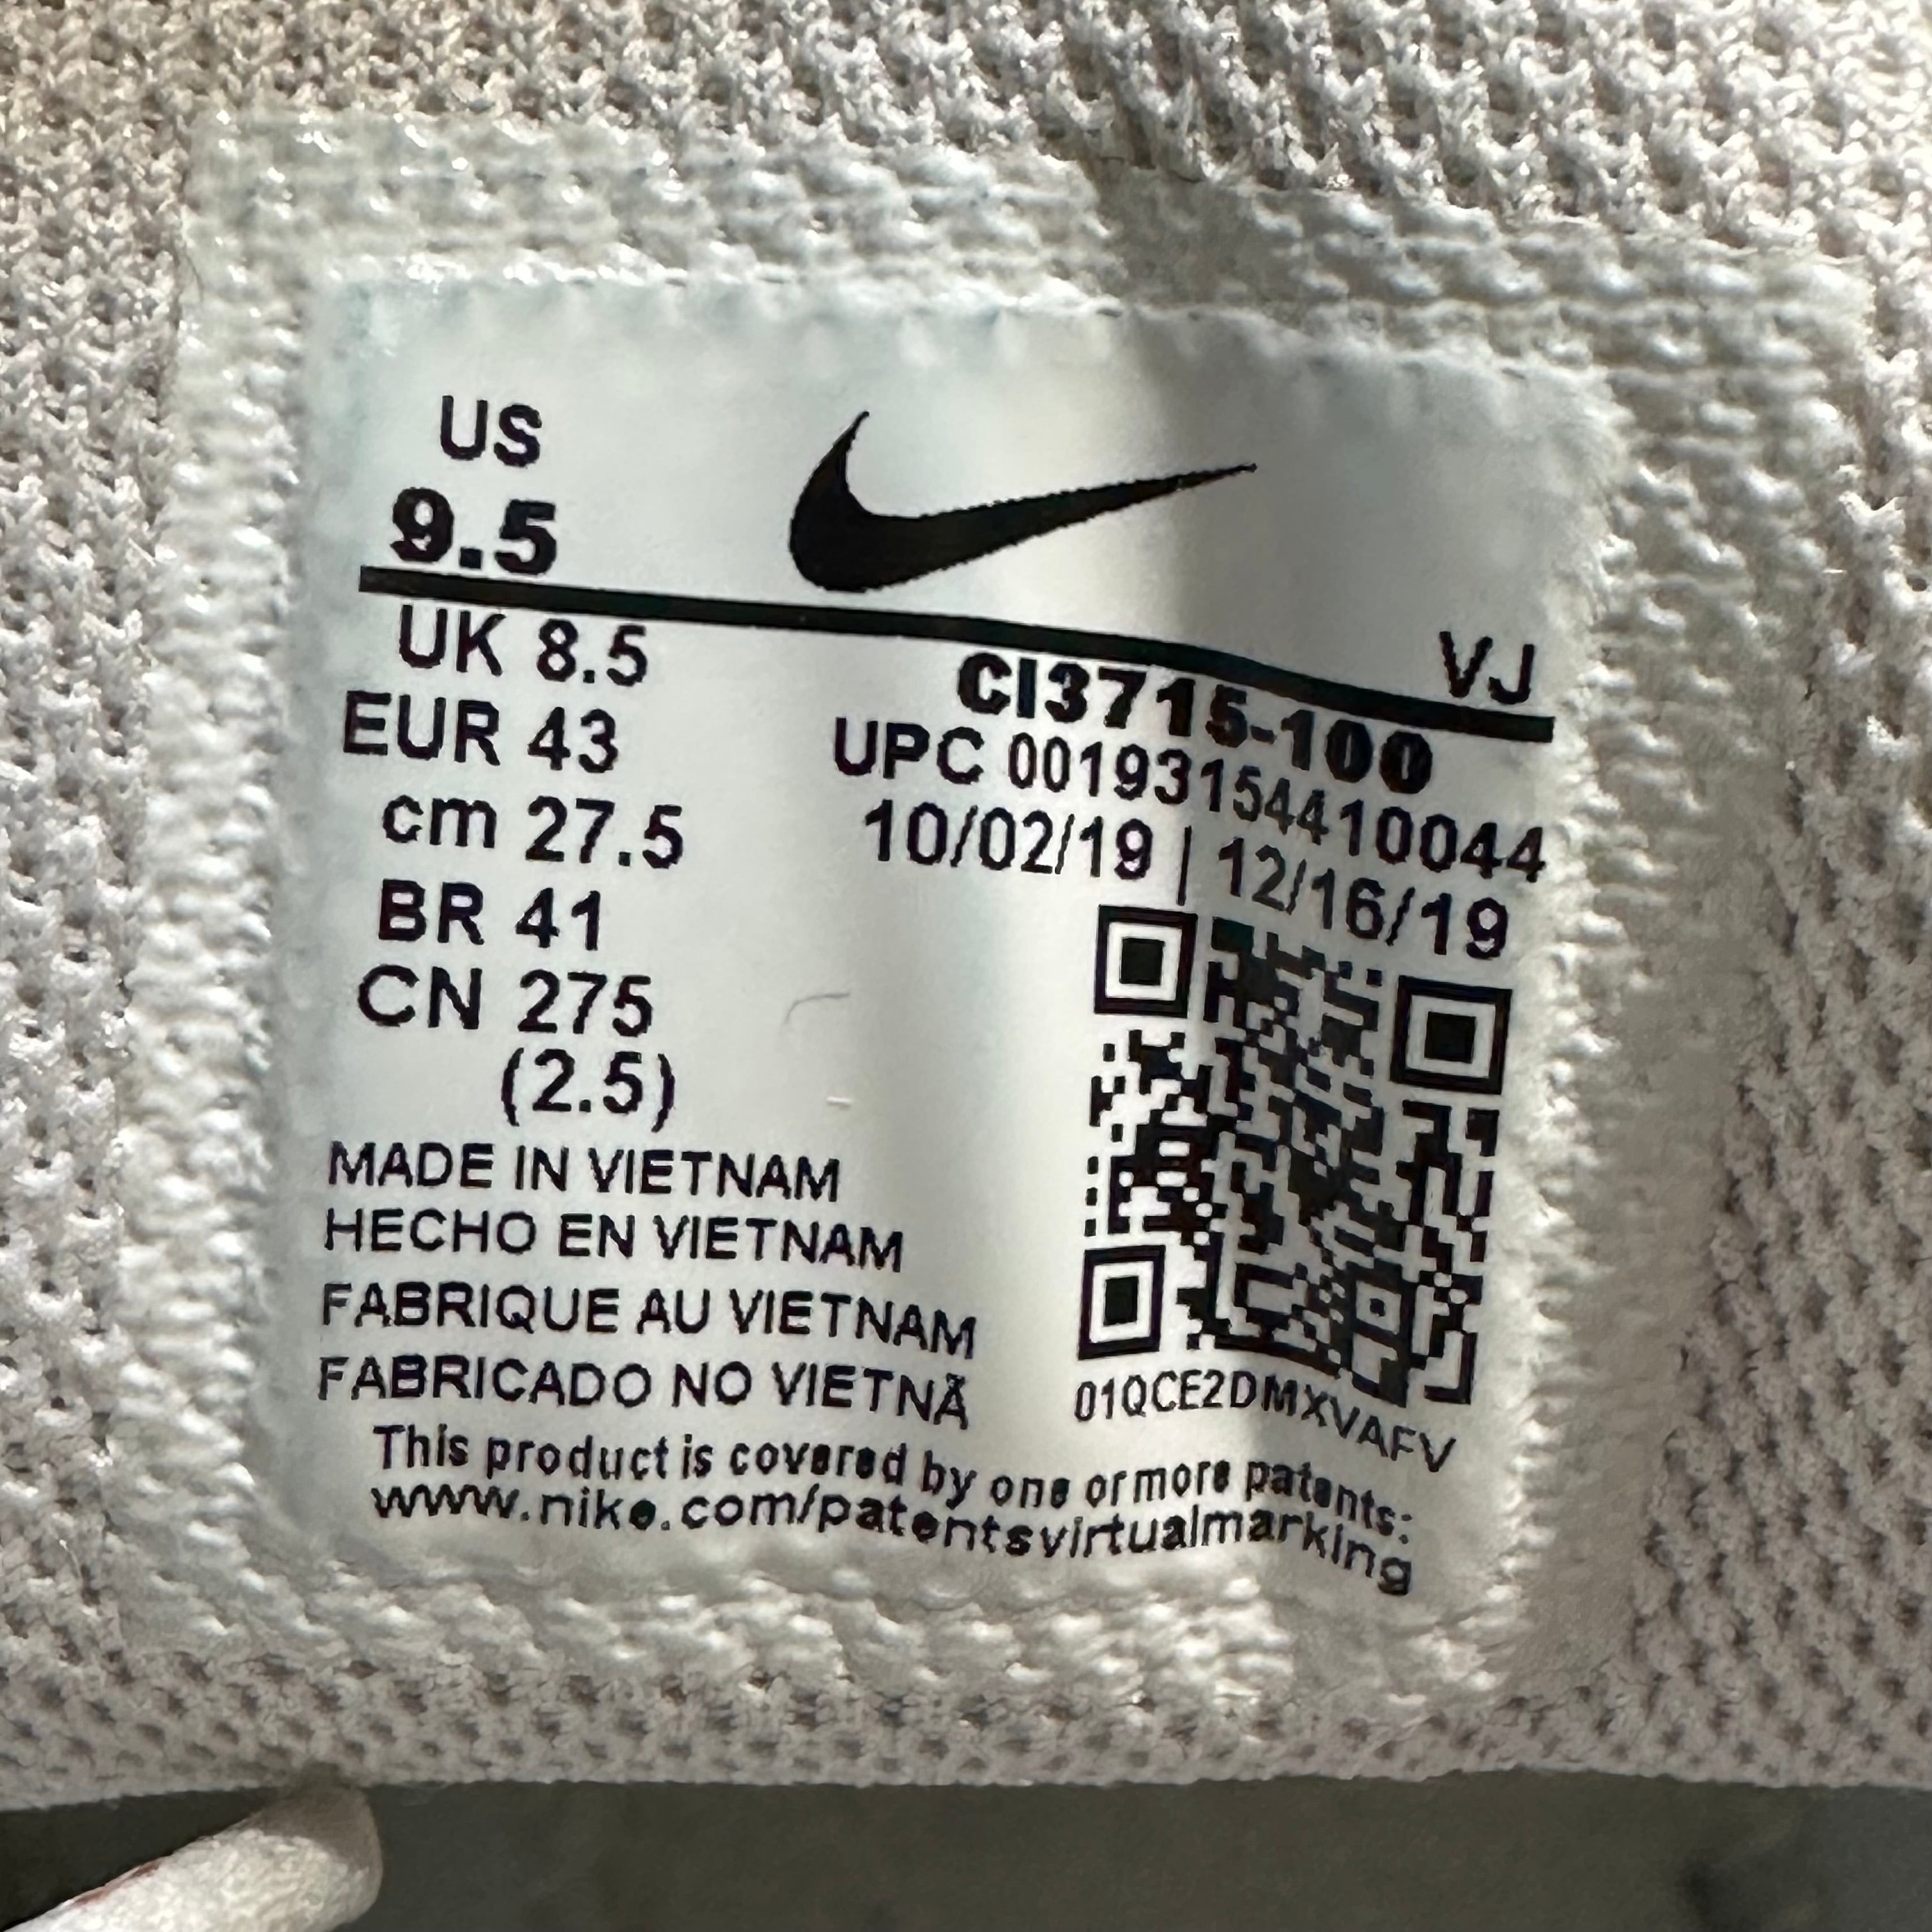 US
9.5
VJ
UK 8.5
EUR 43
cm 27.5
BR 41
CN 275
(2.5)
CI3715-100
UPC 00193154410044
10/02/19 | 12/16/19
MADE IN VIETNAM
HECHO EN VIETNAM
FABRIQUE AU VIETNAM
FABRICADO NO VIETNÃ
01QCE2DMXVAFV
This product is covered by one or more patents:
www.nike.com/patentsvirtualmarking